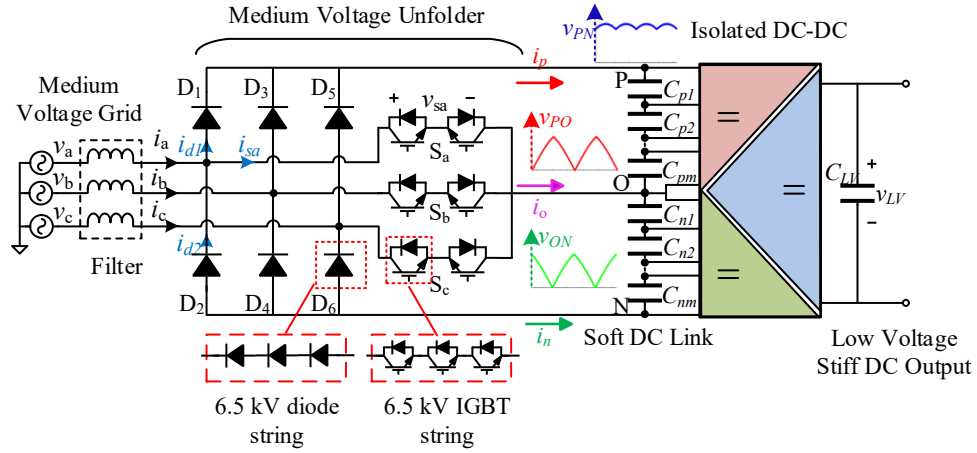 Medium Voltage Unfolder
v_PN
Isolated DC-DC
Medium
Voltage Grid
D1
D3
D5
i_p
P
C_p1
+ v_sa −
v_PO
C_p2
=
v_a
i_a
i_d1
i_sa
S_a
C_pm
v_b
i_b
S_b
i_o
O
=
C_LV
+
v_LV
−
v_c
i_c
C_n1
i_d2
S_c
v_ON
C_n2
=
Filter
D2
D4
D6
N
C_nm
i_n
Soft DC Link
Low Voltage
Stiff DC Output
6.5 kV diode
string
6.5 kV IGBT
string